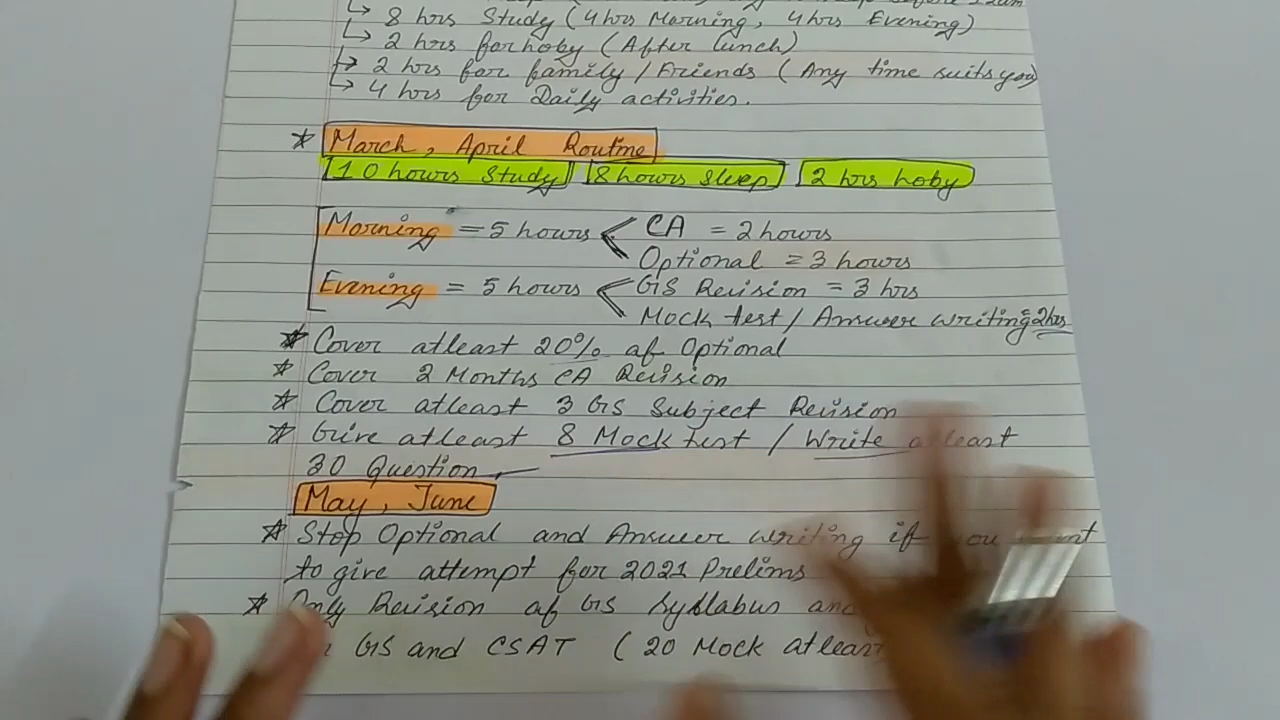 ↳ 8 hrs Study (4 hrs Morning, 4 hrs Evening)
↳ 2 hrs for hoby (After lunch)
↳ 2 hrs for family / Friends (Any time suits you)
↳ 4 hrs for Daily activities.
* March, April Routine
10 hours Study 8 hours sleep 2 hrs hoby
Morning = 5 hours < CA = 2 hours
Optional = 3 hours
Evening = 5 hours < GS Revision = 3 hrs
Mock test / Answer writing = 2hrs
* Cover atleast 20% of Optional
* Cover 2 Months CA Revision
* Cover atleast 3 GS Subject Revision
* Give atleast 8 Mock test / Write atleast
30 Question
May, June
* Stop Optional and Answer writing if you
to give attempt for 2021 Prelims
* Only Revision of GS Syllabus and
GS and CSAT (20 Mock atleast